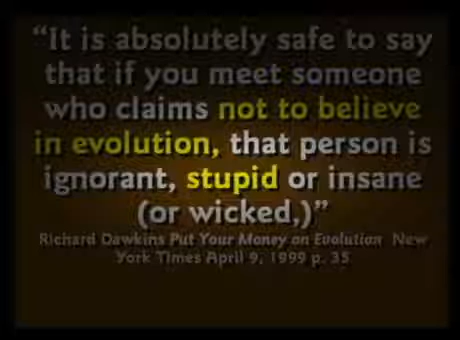 “It is absolutely safe to say
that if you meet someone
who claims not to believe
in evolution, that person is
ignorant, stupid or insane
(or wicked,)”
Richard Dawkins Put Your Money on Evolution New
York Times April 9, 1999 p. 35